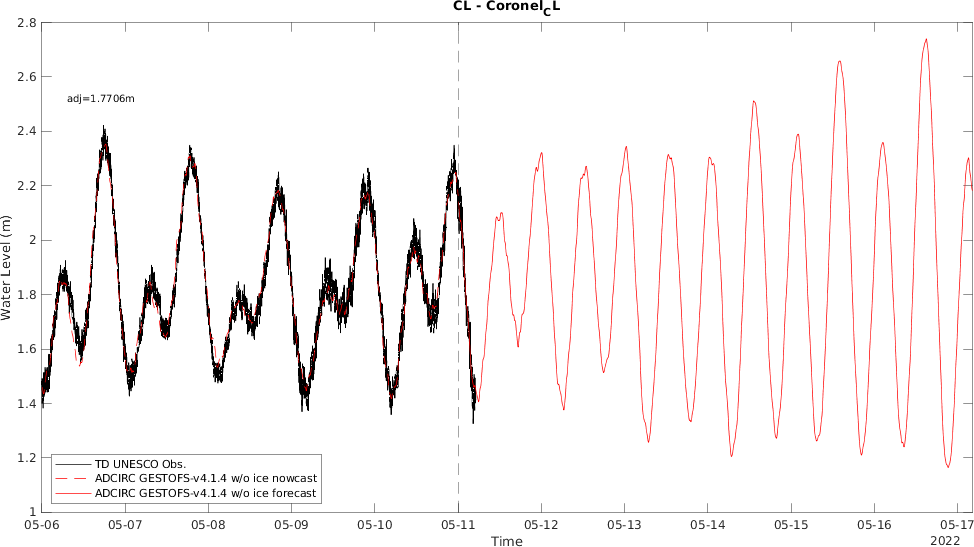 CL - Coronel_CL
2.8
2.6
adj=1.7706m
2.4
2.2
2
1.8
1.6
1.4
1.2
1
Water Level (m)
TD UNESCO Obs.
ADCIRC GESTOFS-v4.1.4 w/o ice nowcast
ADCIRC GESTOFS-v4.1.4 w/o ice forecast
05-06 05-07 05-08 05-09 05-10 05-11 05-12 05-13 05-14 05-15 05-16 05-17
Time
2022